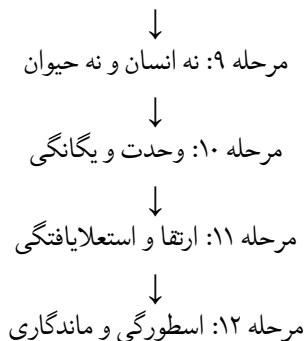 ↓
مرحله ۹: نه انسان و نه حیوان
↓
مرحله ۱۰: وحدت و یگانگی
↓
مرحله ۱۱: ارتقا و استعلایافتگی
↓
مرحله ۱۲: اسطورگی و ماندگاری